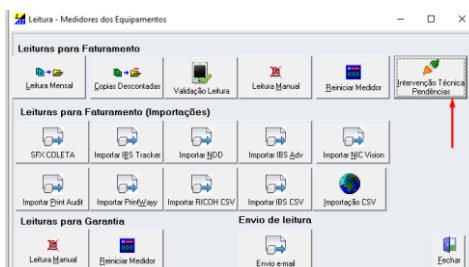 Leitura - Medidores dos Equipamentos
Leituras para Faturamento
Leitura Mensal
Copias Descontadas
Validação Leitura
Leitura Manual
Reiniciar Medidor
Intervenção Técnica
Pendências
Leituras para Faturamento (Importações)
SFX COLETA
Importar IBS Tracker
Importar NDD
Importar IBS Adv
Importar NIC Vision
Importar Print Audit
Importar PrintWayy
Importar RICOH CSV
Importar IBS CSV
Importação CSV
Leituras para Garantia
Envio de leitura
Leitura Manual
Reiniciar Medidor
Envio e-mail
Fechar